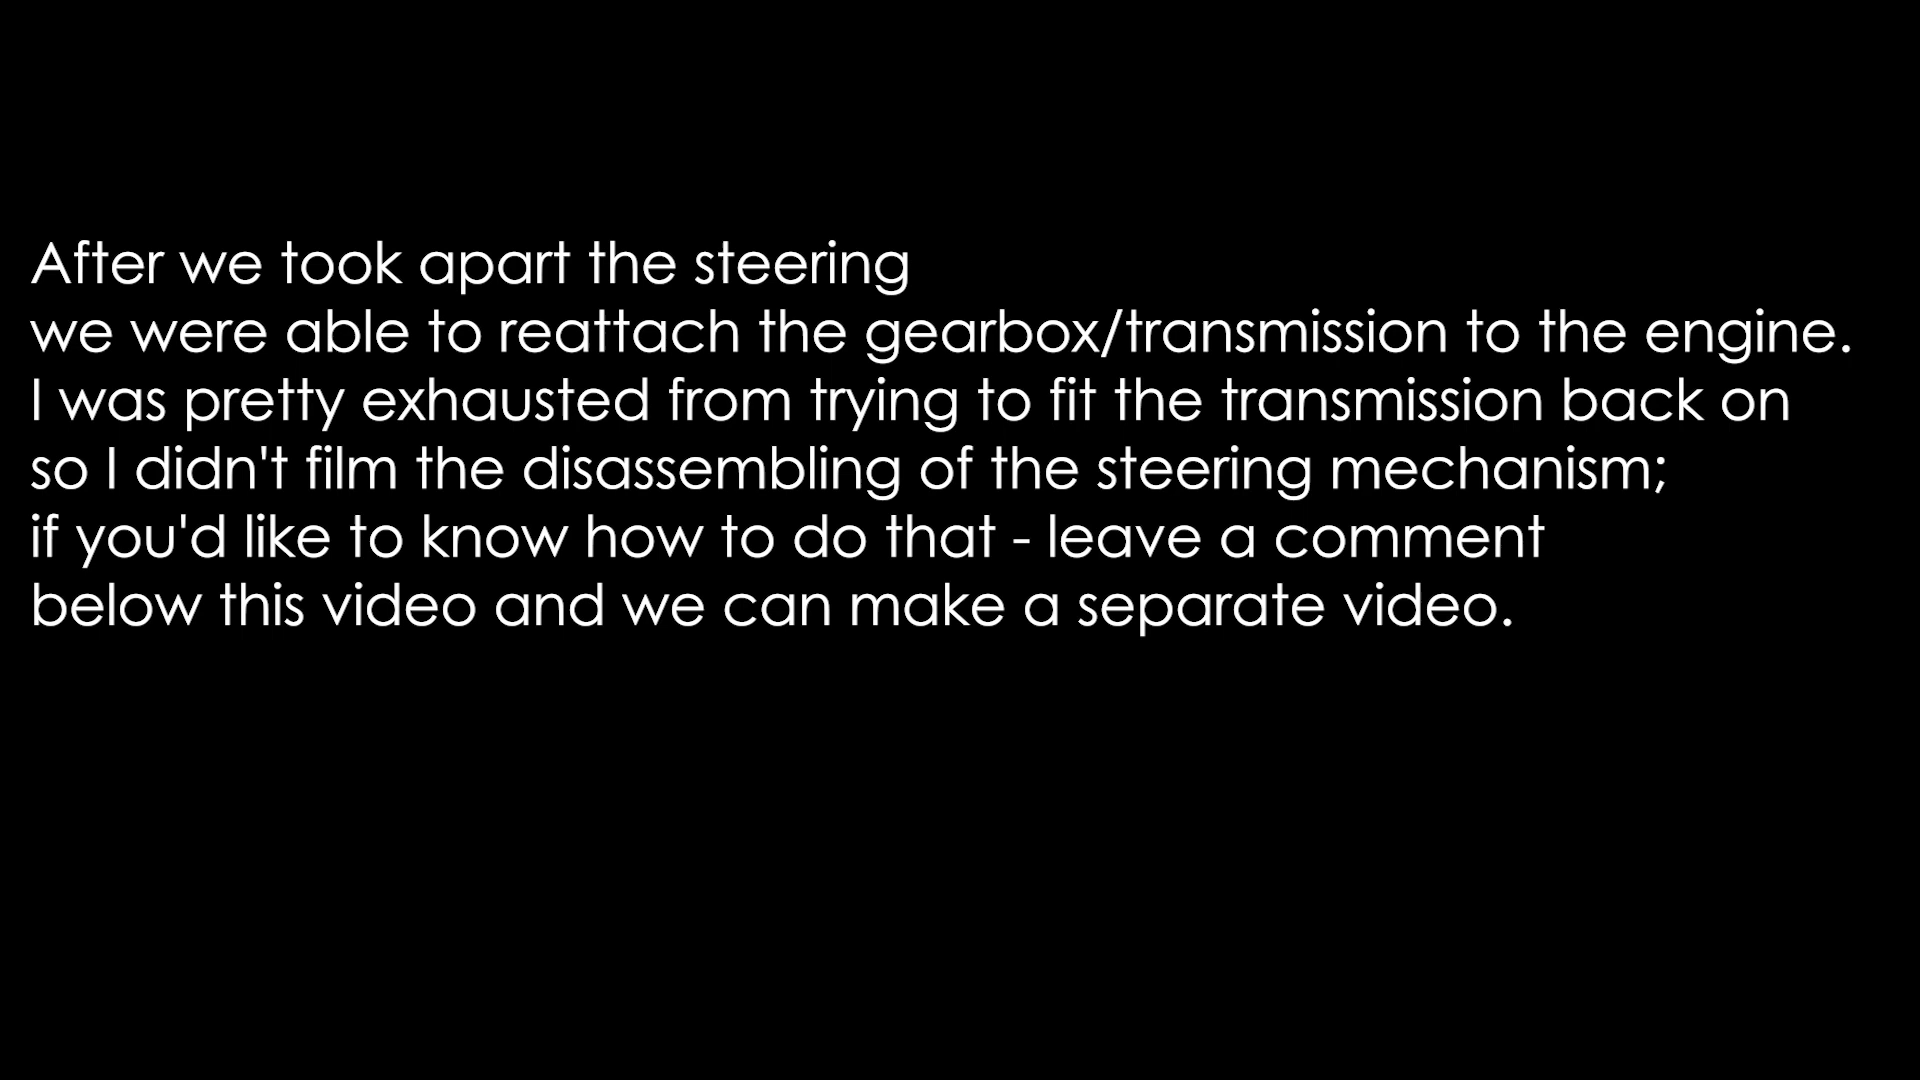 After we took apart the steering
we were able to reattach the gearbox/transmission to the engine.
I was pretty exhausted from trying to fit the transmission back on
so I didn't film the disassembling of the steering mechanism;
if you'd like to know how to do that - leave a comment
below this video and we can make a separate video.